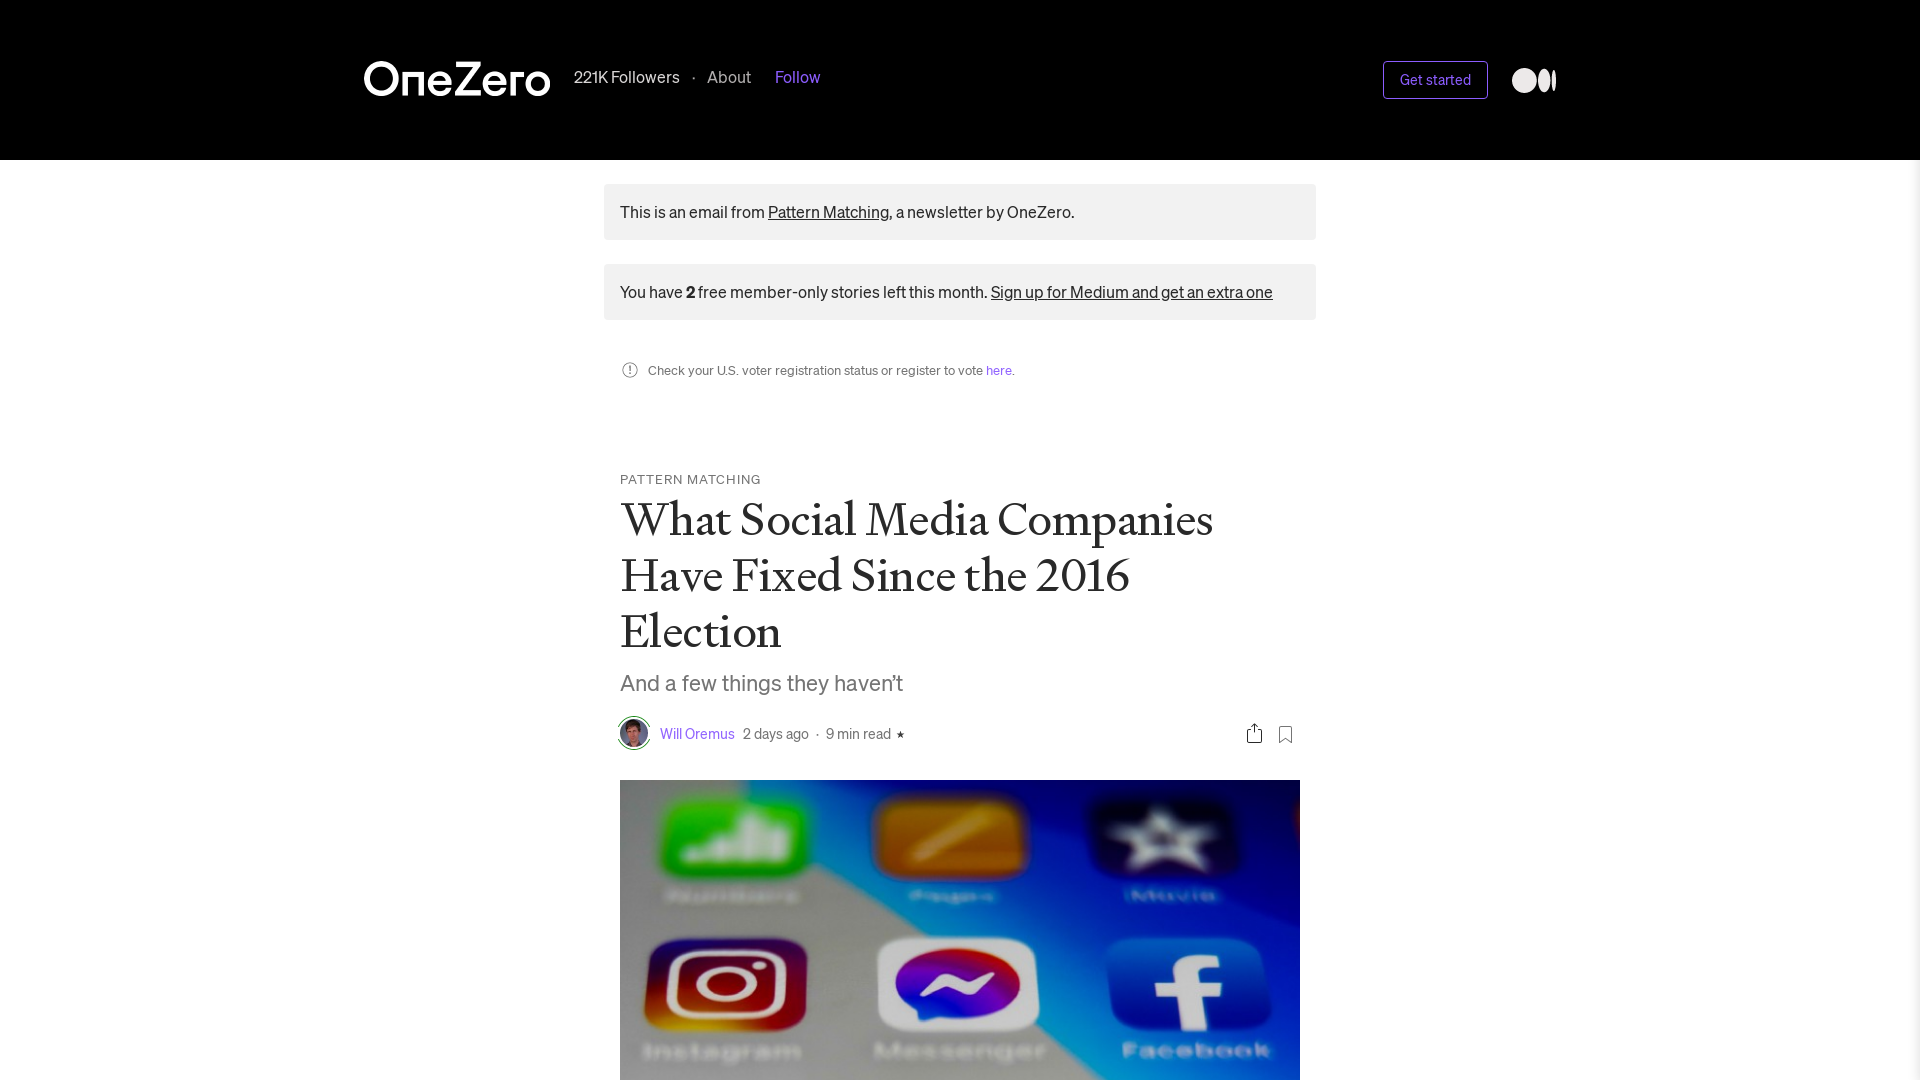 OneZero
221K Followers · About Follow
Get started
This is an email from Pattern Matching, a newsletter by OneZero.
You have 2 free member-only stories left this month. Sign up for Medium and get an extra one
Check your U.S. voter registration status or register to vote here.
PATTERN MATCHING
What Social Media Companies
Have Fixed Since the 2016
Election
And a few things they haven’t
Will Oremus 2 days ago · 9 min read ★
Numbers Pages iMovie
Instagram Messenger Facebook